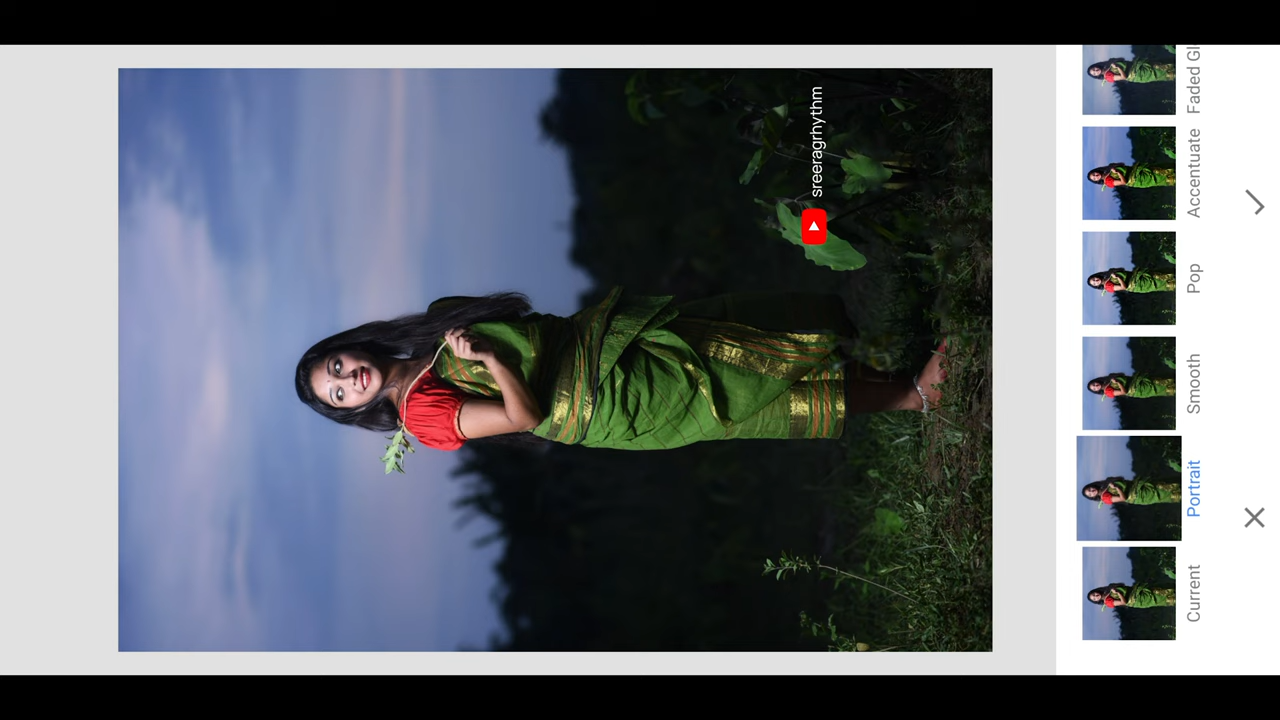 sreeragrhythm
Current
Portrait
Smooth
Pop
Accentuate
Faded Gl